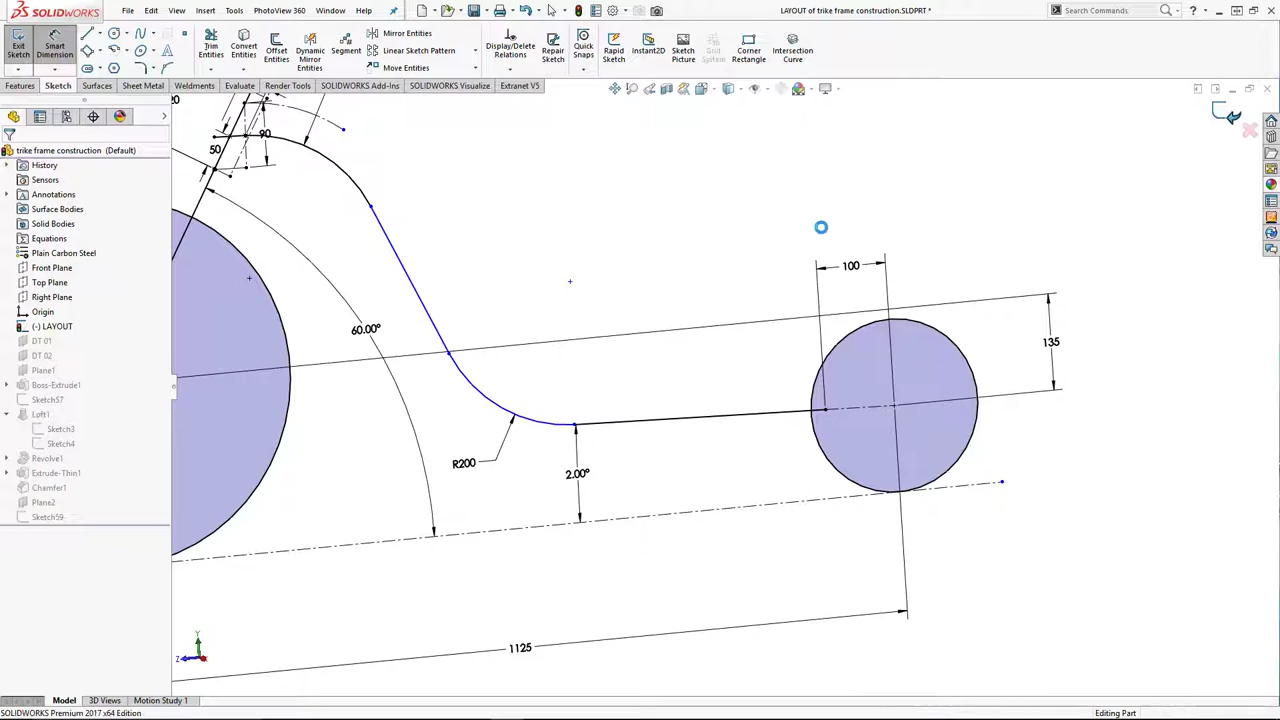 SOLIDWORKS
File Edit View Insert Tools PhotoView 360 Window Help
LAYOUT of trike frame construction.SLDPRT *
Search Commands
Exit Sketch
Smart Dimension
Trim Entities
Convert Entities
Offset Entities
Dynamic Mirror Entities
Segment
Mirror Entities
Linear Sketch Pattern
Move Entities
Display/Delete Relations
Repair Sketch
Quick Snaps
Rapid Sketch
Instant2D
Sketch Picture
Grid System
Corner Rectangle
Intersection Curve
Features Sketch Surfaces Sheet Metal Weldments Evaluate Render Tools SOLIDWORKS Add-Ins SOLIDWORKS Visualize Extranet V5
trike frame construction (Default)
History
Sensors
Annotations
Surface Bodies
Solid Bodies
Equations
Plain Carbon Steel
Front Plane
Top Plane
Right Plane
Origin
(-) LAYOUT
DT 01
DT 02
Plane1
Boss-Extrude1
Sketch57
Loft1
Sketch3
Sketch4
Revolve1
Extrude-Thin1
Chamfer1
Plane2
Sketch59
20
90
50
100
60.00°
135
R200
2.00°
1125
Y
Z
Model 3D Views Motion Study 1
SOLIDWORKS Premium 2017 x64 Edition
Editing Part